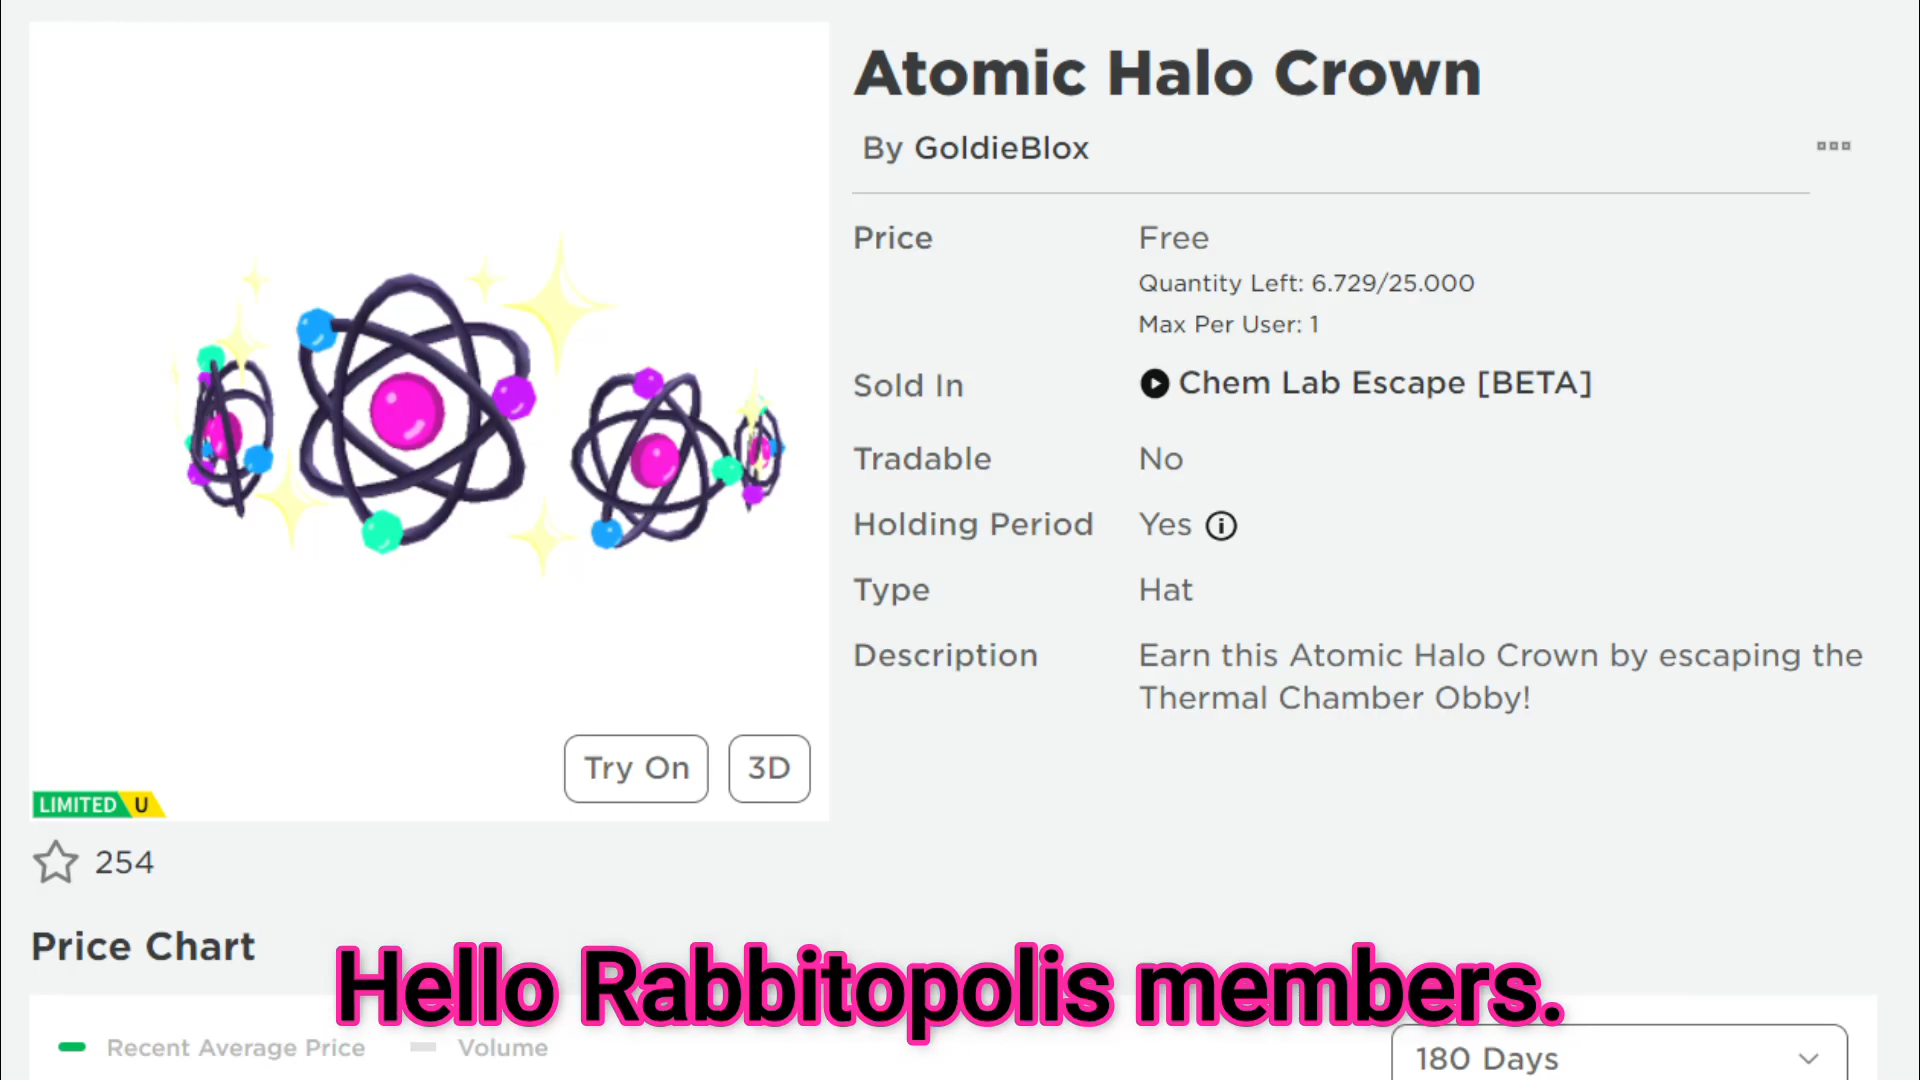 Atomic Halo Crown
By GoldieBlox
Price Free
Quantity Left: 6.729/25.000
Max Per User: 1
Sold In Chem Lab Escape [BETA]
Tradable No
Holding Period Yes
Type Hat
Description Earn this Atomic Halo Crown by escaping the
Thermal Chamber Obby!
Try On 3D
LIMITED U
254
Price Chart
Hello Rabbitopolis members.
Recent Average Price Volume
180 Days